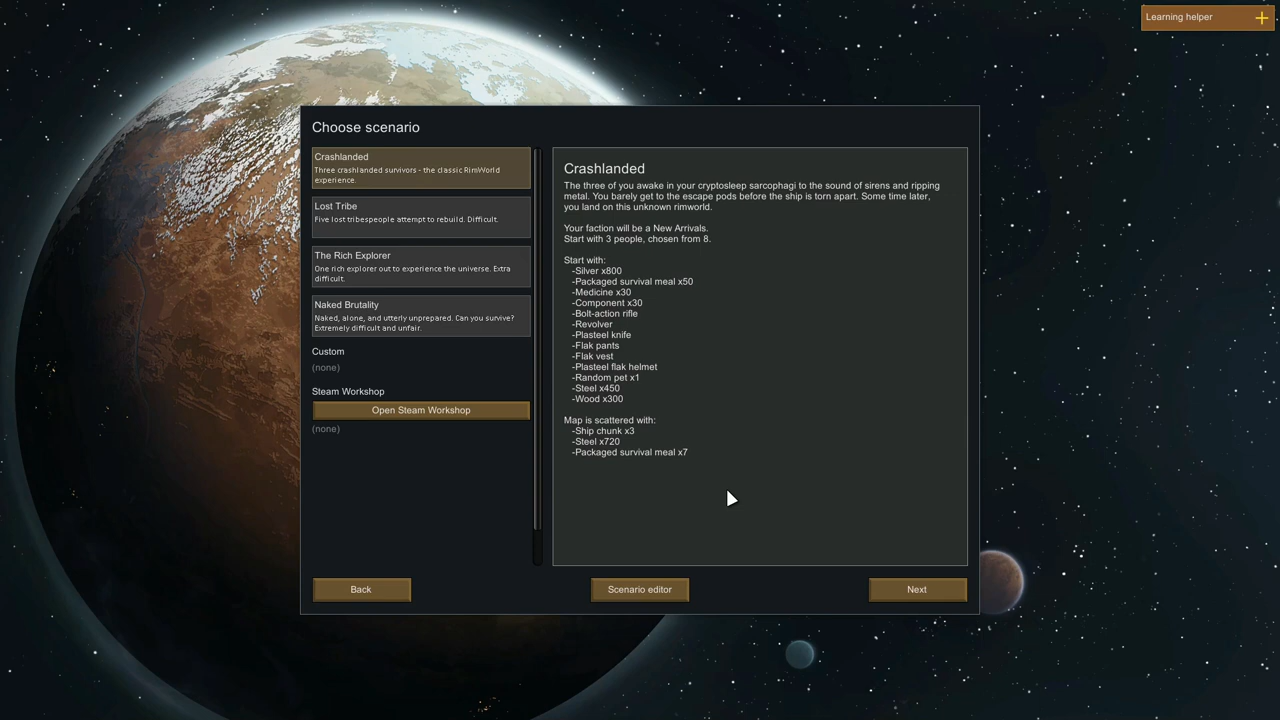 Learning helper
Choose scenario
Crashlanded
Three crashlanded survivors - the classic RimWorld
experience.
Lost Tribe
Five lost tribespeople attempt to rebuild. Difficult.
The Rich Explorer
One rich explorer out to experience the universe. Extra
difficult.
Naked Brutality
Naked, alone, and utterly unprepared. Can you survive?
Extremely difficult and unfair.
Custom
(none)
Steam Workshop
Open Steam Workshop
(none)
Crashlanded
The three of you awake in your cryptosleep sarcophagi to the sound of sirens and ripping
metal. You barely get to the escape pods before the ship is torn apart. Some time later,
you land on this unknown rimworld.
Your faction will be a New Arrivals.
Start with 3 people, chosen from 8.
Start with:
-Silver x800
-Packaged survival meal x50
-Medicine x30
-Component x30
-Bolt-action rifle
-Revolver
-Plasteel knife
-Flak pants
-Flak vest
-Plasteel flak helmet
-Random pet x1
-Steel x450
-Wood x300
Map is scattered with:
-Ship chunk x3
-Steel x720
-Packaged survival meal x7
Back
Scenario editor
Next